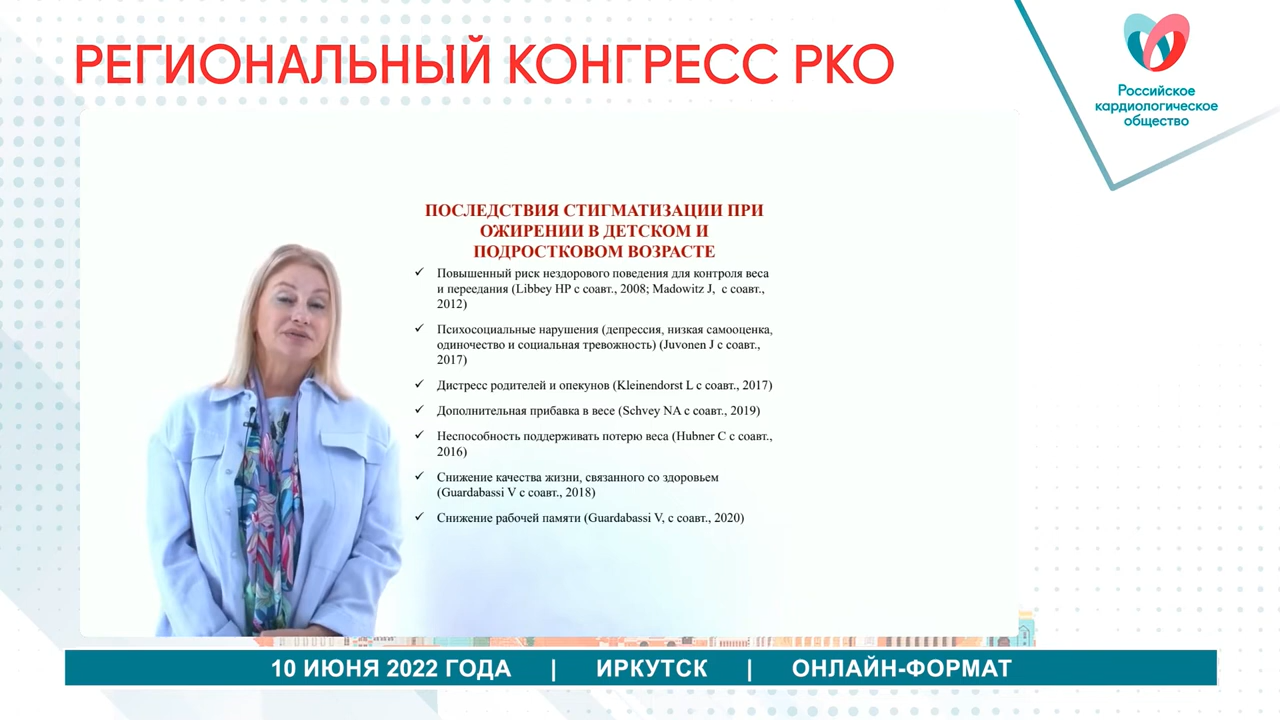 РЕГИОНАЛЬНЫЙ КОНГРЕСС РКО
Российское
кардиологическое
общество
ПОСЛЕДСТВИЯ СТИГМАТИЗАЦИИ ПРИ
ОЖИРЕНИИ В ДЕТСКОМ И
ПОДРОСТКОВОМ ВОЗРАСТЕ
✓ Повышенный риск нездорового поведения для контроля веса
и переедания (Libbey HP с соавт., 2008; Madowitz J, с соавт.,
2012)
✓ Психосоциальные нарушения (депрессия, низкая самооценка,
одиночество и социальная тревожность) (Juvonen J с соавт.,
2017)
✓ Дистресс родителей и опекунов (Kleinendorst L с соавт., 2017)
✓ Дополнительная прибавка в весе (Schvey NA с соавт., 2019)
✓ Неспособность поддерживать потерю веса (Hubner C с соавт.,
2016)
✓ Снижение качества жизни, связанного со здоровьем
(Guardabassi V с соавт., 2018)
✓ Снижение рабочей памяти (Guardabassi V, с соавт., 2020)
10 ИЮНЯ 2022 ГОДА | ИРКУТСК | ОНЛАЙН-ФОРМАТ